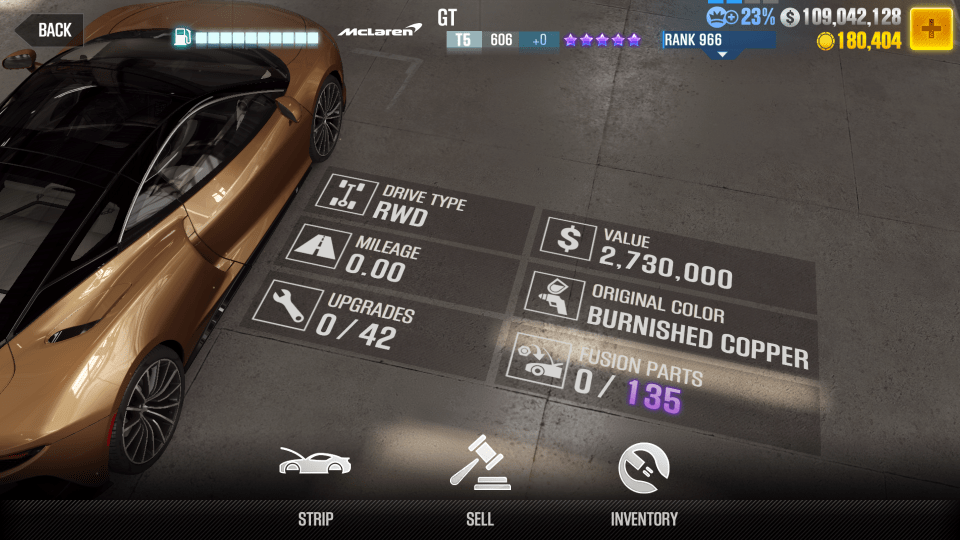 BACK
McLaren
GT
T5 606 +0
RANK 966
23%
$ 109,042,128
180,404
DRIVE TYPE
RWD
MILEAGE
0.00
UPGRADES
0/42
$ VALUE
2,730,000
ORIGINAL COLOR
BURNISHED COPPER
FUSION PARTS
0/135
STRIP
SELL
INVENTORY